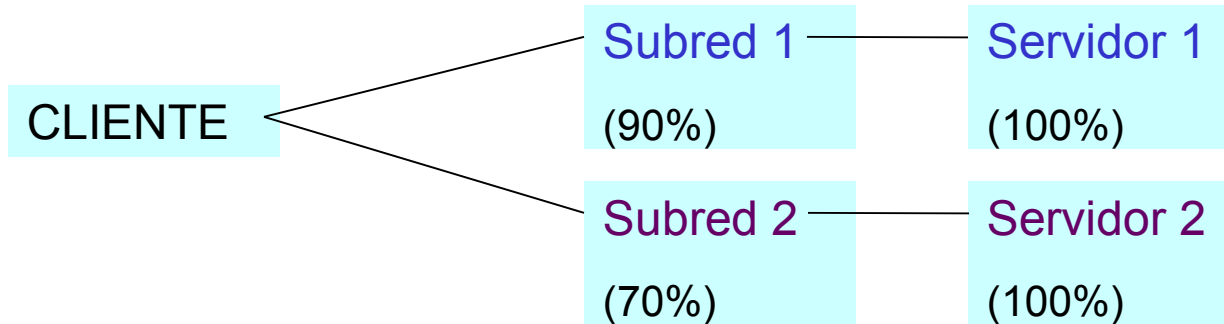 CLIENTE
Subred 1
(90%)
Servidor 1
(100%)
Subred 2
(70%)
Servidor 2
(100%)